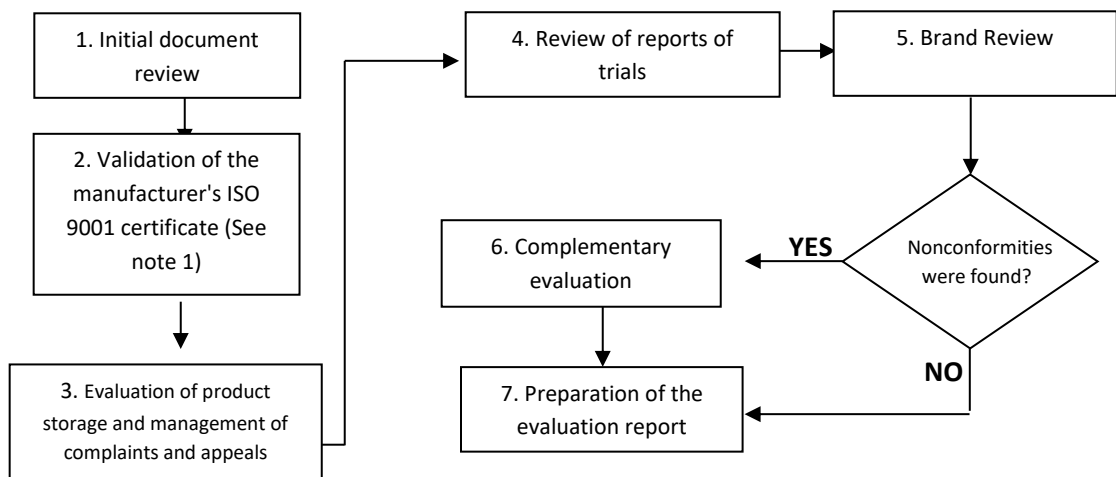 1. Initial document
review
2. Validation of the
manufacturer's ISO
9001 certificate (See
note 1)
3. Evaluation of product
storage and management of
complaints and appeals
4. Review of reports of
trials
5. Brand Review
Nonconformities
were found?
YES
6. Complementary
evaluation
NO
7. Preparation of the
evaluation report